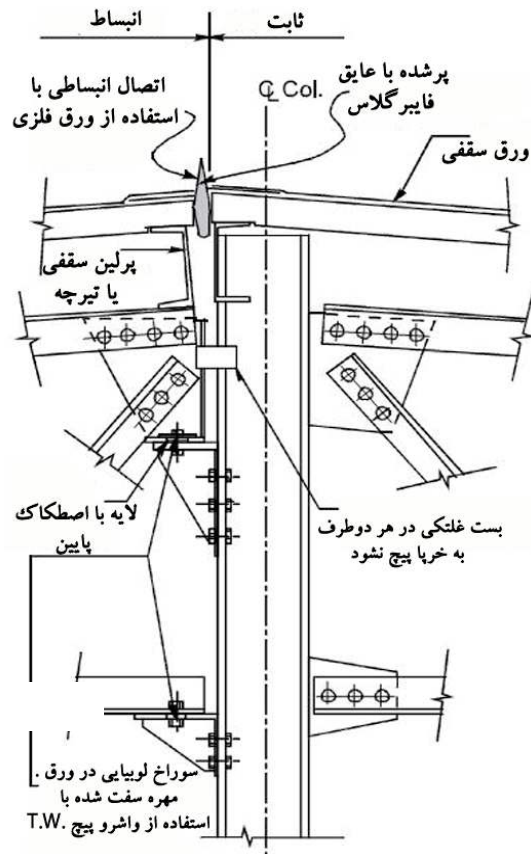 انبساط
ثابت
اتصال انبساطی با
استفاده از ورق فلزی
پرشده با عایق
فایبرگلاس
℄ Col.
ورق سقفی
پرلین سقفی
یا تیرچه
لایه با اصطکاک
پایین
بست غلتکی در هر دوطرف
به خرپا پیچ نشود
سوراخ لوبیایی در ورق .
مهره سفت شده با
استفاده از واشرو پیچ T.W.